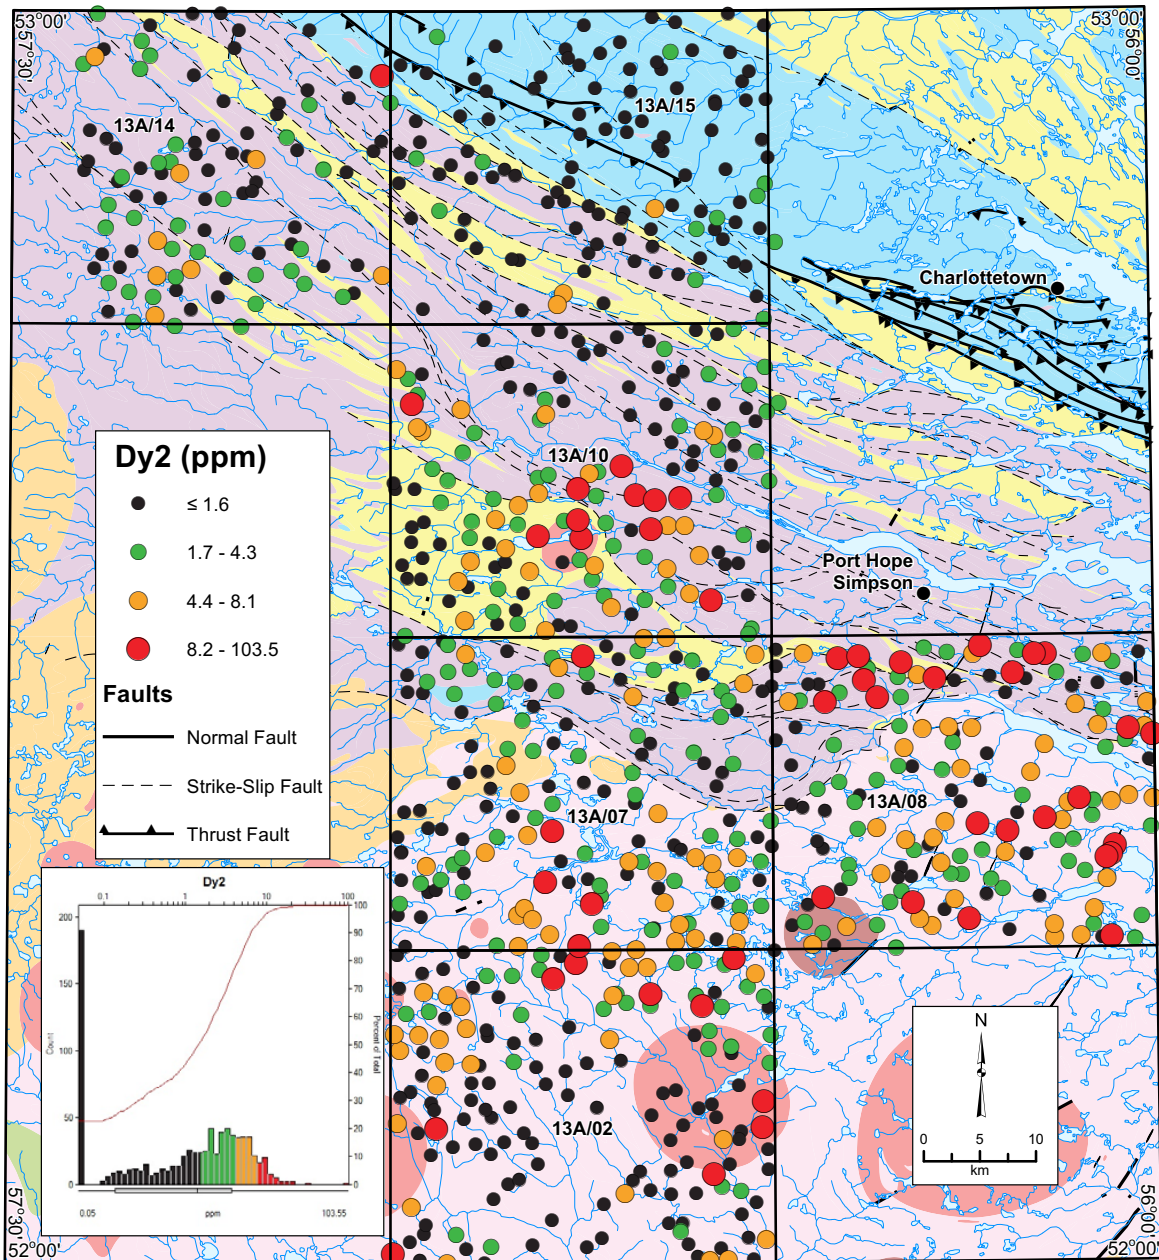 53°00'
57°30'
53°00'
56°00'
13A/14
13A/15
Charlottetown
13A/10
Port Hope
Simpson
13A/07
13A/08
13A/02
Dy2 (ppm)
≤ 1.6
1.7 - 4.3
4.4 - 8.1
8.2 - 103.5
Faults
Normal Fault
Strike-Slip Fault
Thrust Fault
Dy2
0.1 1 10 100
200
150
100
50
0
Count
100
90
80
70
60
50
40
30
20
10
0
Percent of Total
0.05 ppm 103.55
N
0 5 10
km
57°30'
52°00'
56°00'
52°00'